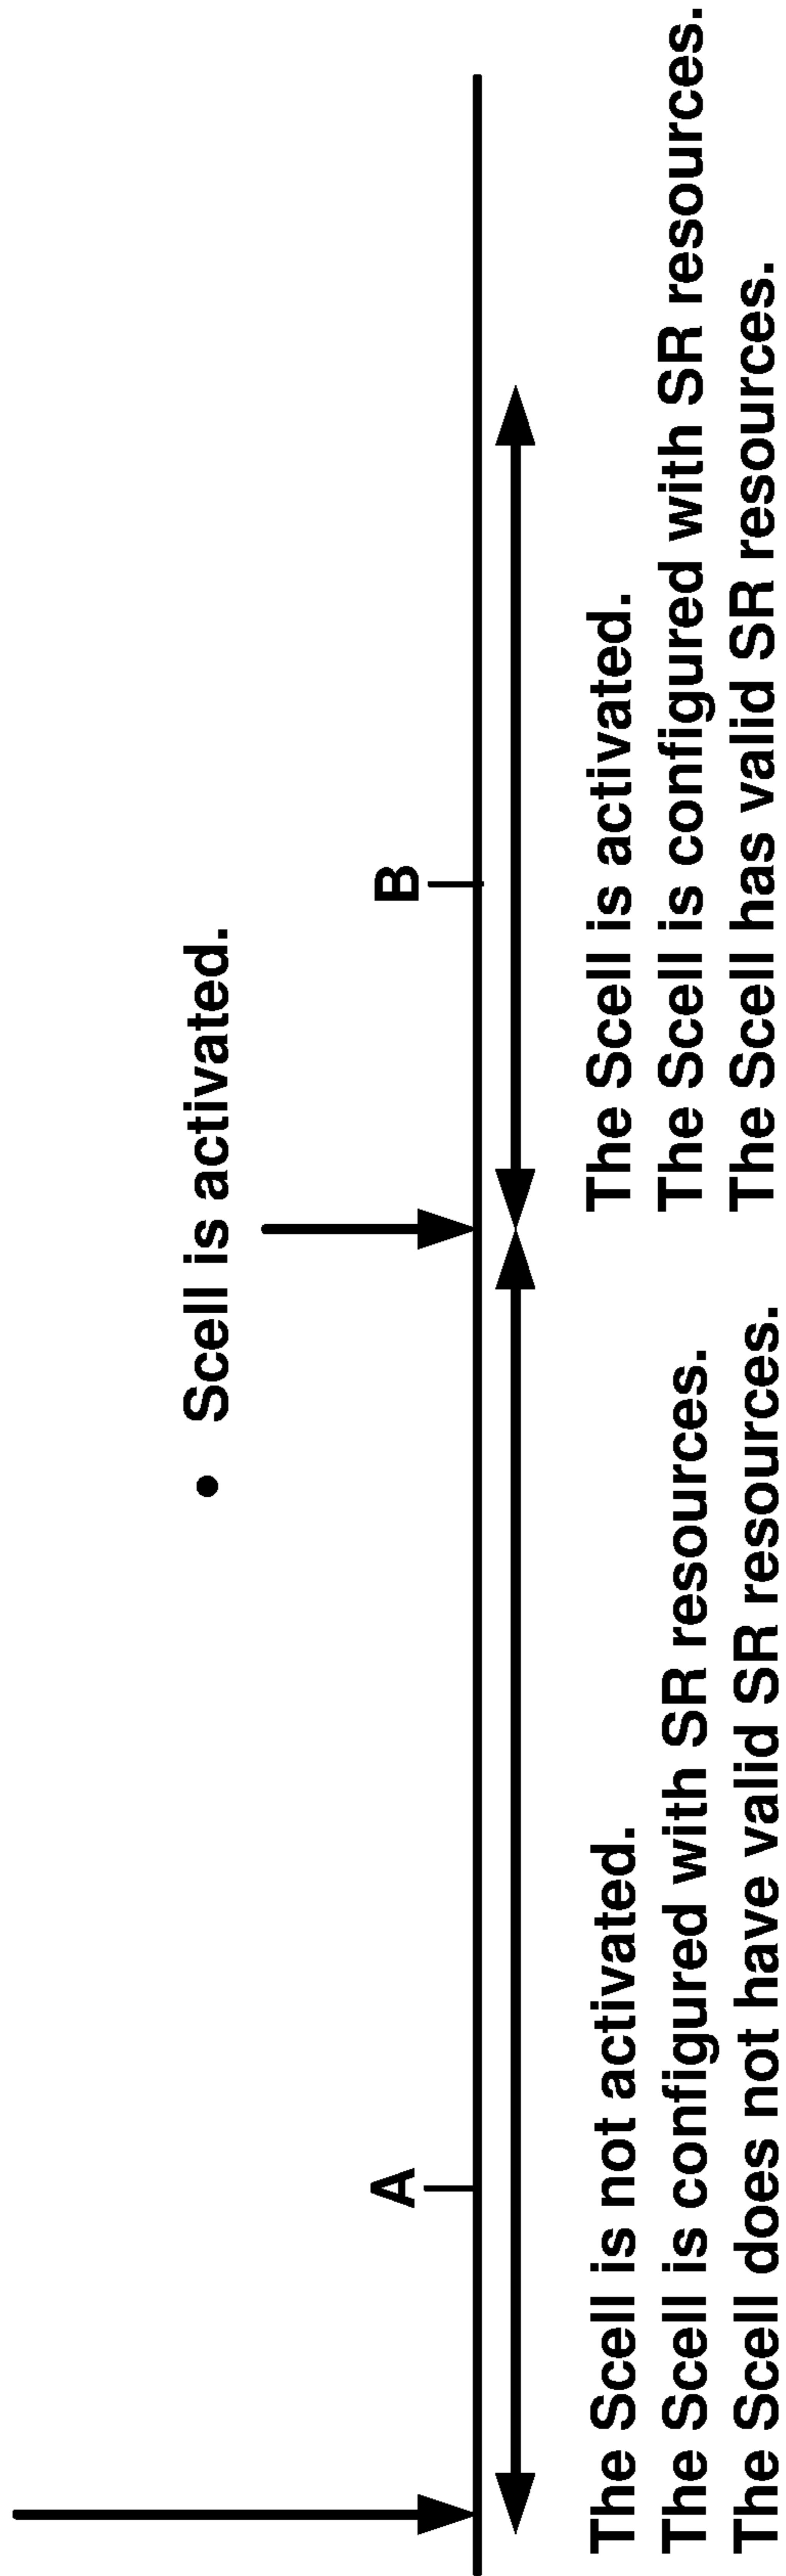 • Scell is activated.
A
B
The Scell is not activated.
The Scell is configured with SR resources.
The Scell does not have valid SR resources.
The Scell is activated.
The Scell is configured with SR resources.
The Scell has valid SR resources.